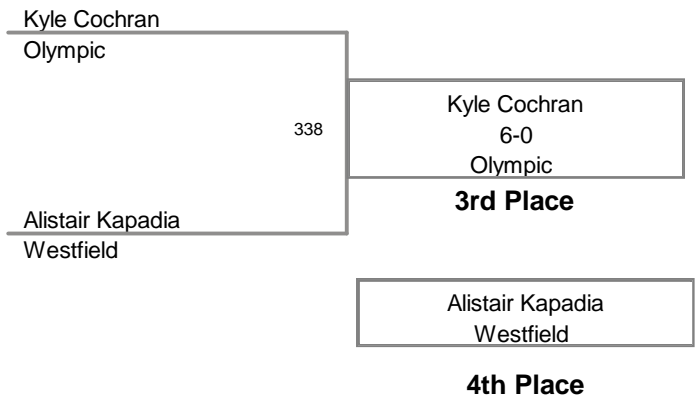 Kyle Cochran
Olympic
338
Kyle Cochran
6-0
Olympic
3rd Place
Alistair Kapadia
Westfield
Alistair Kapadia
Westfield
4th Place